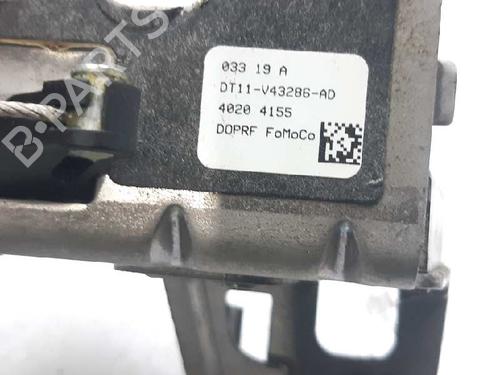 033 19 A
DT11-V43286-AD
4020 4155
DOPRF FoMoCo
B-PARTS